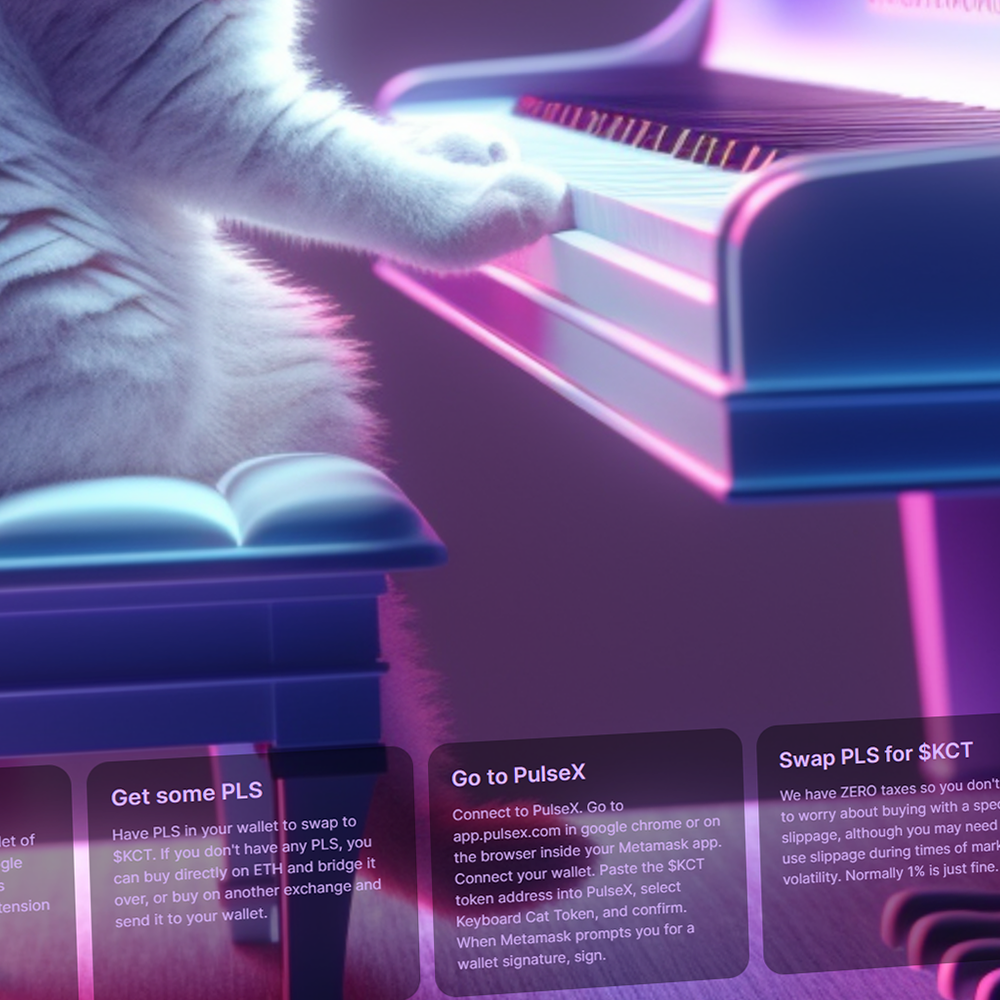 let of
gle
s
tension
Get some PLS
Have PLS in your wallet to swap to
$KCT. If you don't have any PLS, you
can buy directly on ETH and bridge it
over, or buy on another exchange and
send it to your wallet.
Go to PulseX
Connect to PulseX. Go to
app.pulsex.com in google chrome or on
the browser inside your Metamask app.
Connect your wallet. Paste the $KCT
token address into PulseX, select
Keyboard Cat Token, and confirm.
When Metamask prompts you for a
wallet signature, sign.
Swap PLS for $KCT
We have ZERO taxes so you don't
to worry about buying with a spec
slippage, although you may need
use slippage during times of mark
volatility. Normally 1% is just fine.